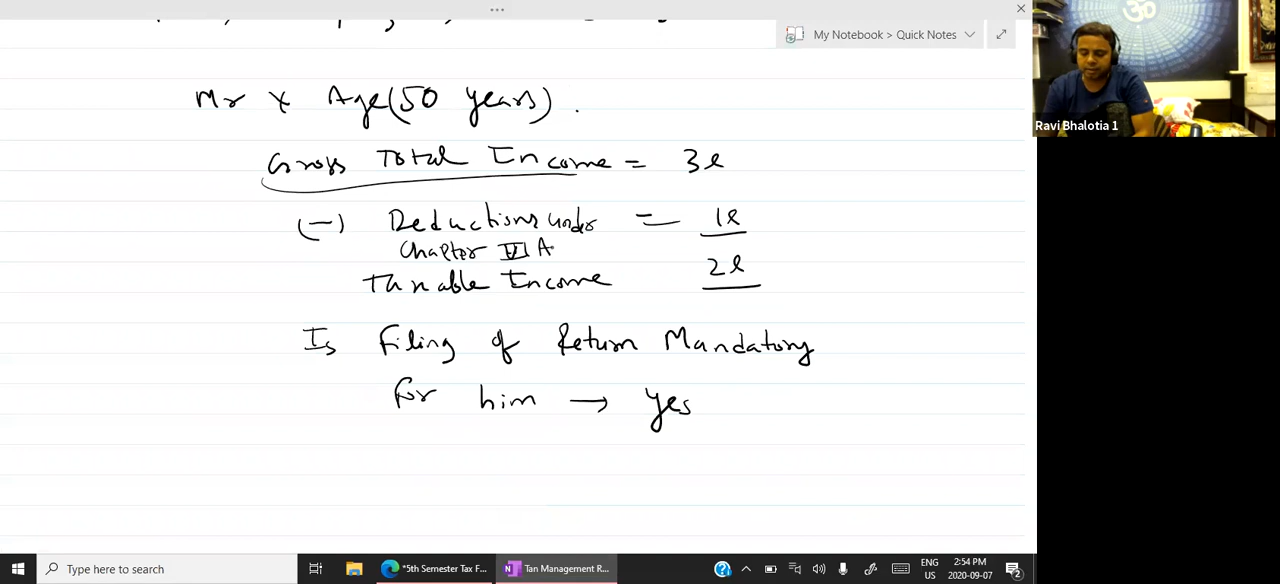 My Notebook > Quick Notes
Mr X Age (50 years).
Gross Total Income = 3l
(-) Deductions under = 1l
Chapter VI A
Taxable Income 2l
Is Filing of Return Mandatory
for him → yes
Ravi Bhalotia 1
Type here to search
*5th Semester Tax F...
Tan Management R...
ENG
US
2:54 PM
2020-09-07
2